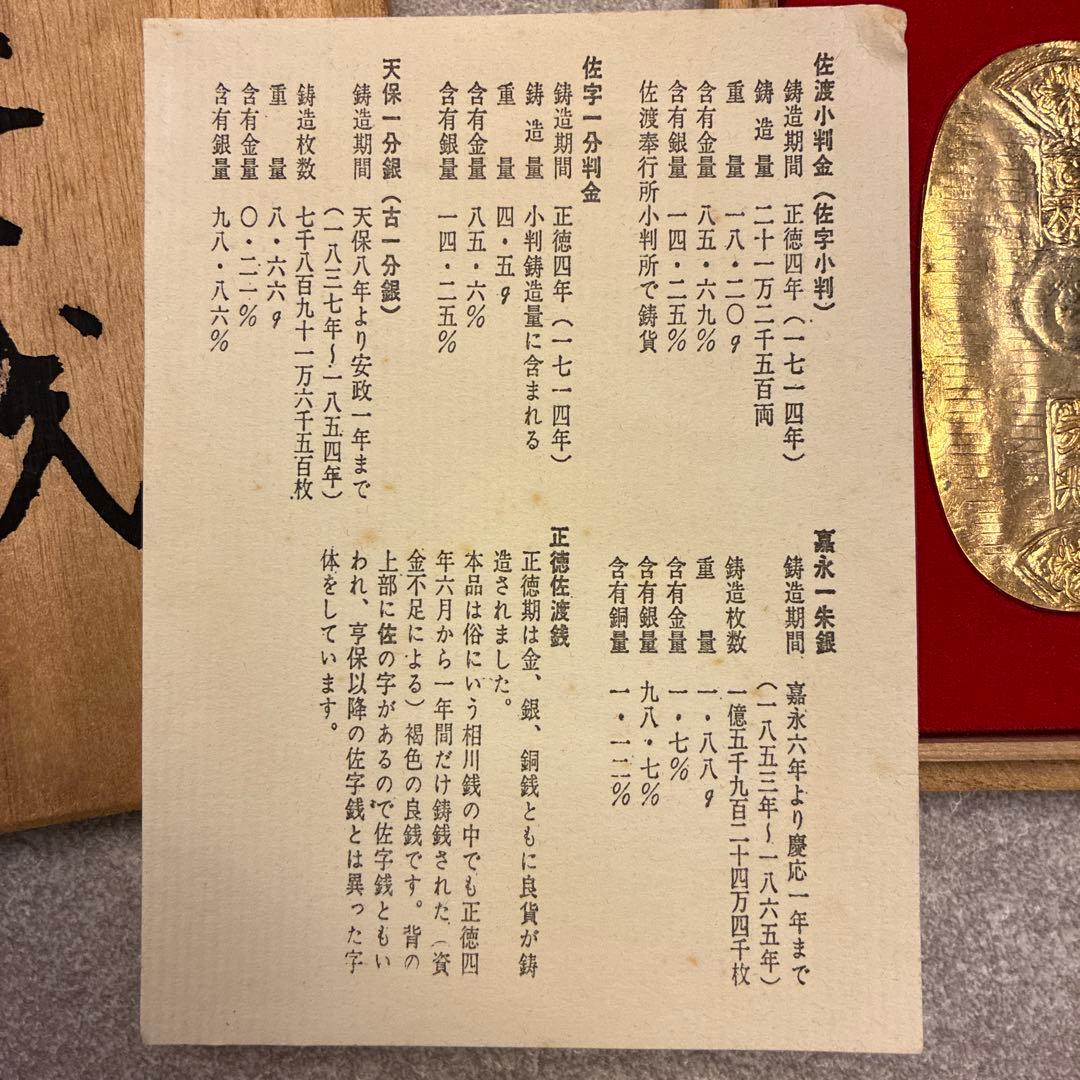 佐渡小判金（佐字小判）
鋳造期間　正徳四年（一七一四年）
鋳造量　二十一万二千五百両
重量　一八・二〇g
含有金量　八五・六九%
含有銀量　一四・二五%
佐渡奉行所小判所で鋳貨
佐字一分判金
鋳造期間　正徳四年（一七一四年）
鋳造量　小判鋳造量に含まれる
重量　四・五g
含有金量　八五・六%
含有銀量　一四・二五%
天保一分銀（古一分銀）
鋳造期間　天保八年より安政一年まで
（一八三七年～一八五四年）
鋳造枚数　七千八百九十一万六千五百枚
重量　八・六六g
含有金量　〇・二一%
含有銀量　九八・八六%
嘉永一朱銀
鋳造期間　嘉永六年より慶応一年まで
（一八五三年～一八六五年）
鋳造枚数　一億五千九百二十四万四千枚
重量　一・八八g
含有金量　一・七%
含有銀量　九八・七%
含有銅量　一・一二%
正徳佐渡銭
正徳期は金、銀、銅銭ともに良貨が鋳
造されました。
本品は俗にいう相川銭の中でも正徳四
年六月から一年間だけ鋳銭された（資
金不足による）褐色の良銭です。背の
上部に佐の字があるので佐字銭ともい
われ、亨保以降の佐字銭とは異った字
体をしています。